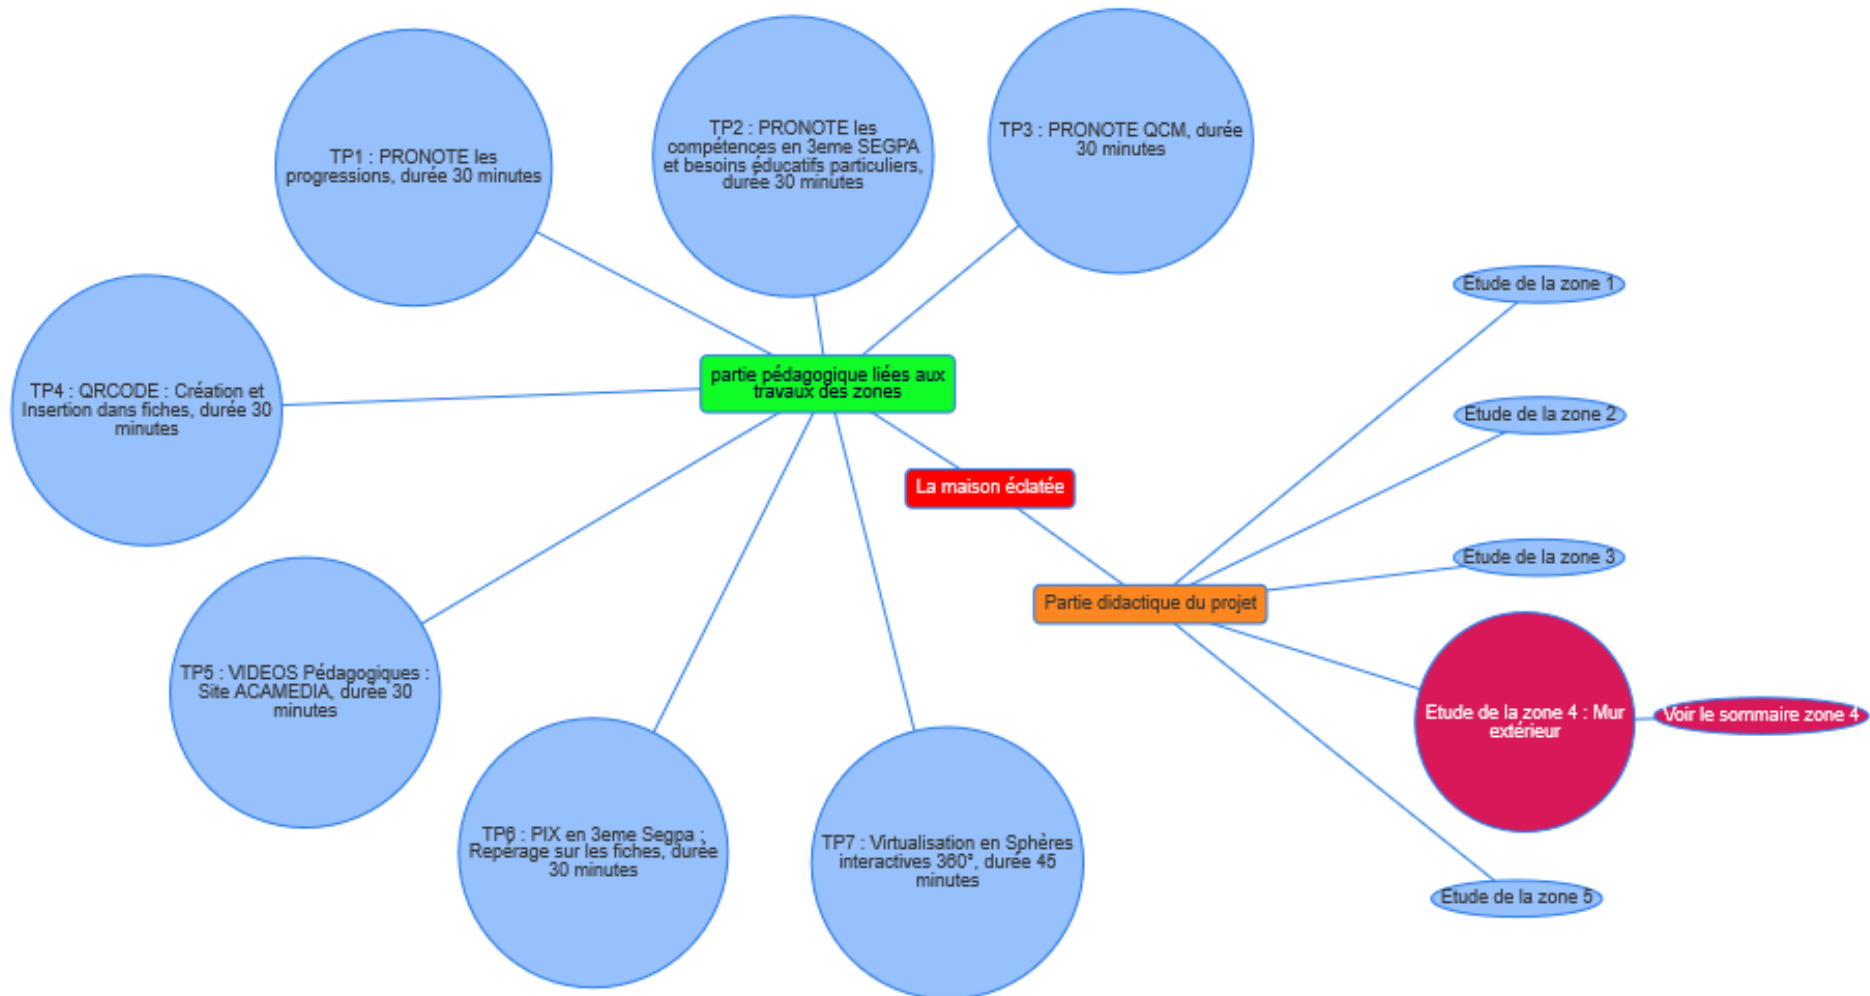 TP1 : PRONOTE les
progressions, durée 30 minutes
TP2 : PRONOTE les
compétences en 3eme SEGPA
et besoins éducatifs particuliers,
durée 30 minutes
TP3 : PRONOTE QCM, durée
30 minutes
Etude de la zone 1
partie pédagogique liées aux
travaux des zones
TP4 : QRCODE : Création et
Insertion dans fiches, durée 30
minutes
Etude de la zone 2
La maison éclatée
Etude de la zone 3
Partie didactique du projet
TP5 : VIDEOS Pédagogiques :
Site ACAMEDIA, durée 30
minutes
Etude de la zone 4 : Mur
extérieur
Voir le sommaire zone 4
TP6 : PIX en 3eme Segpa :
Repérage sur les fiches, durée
30 minutes
TP7 : Virtualisation en Sphères
interactives 360°, durée 45
minutes
Etude de la zone 5